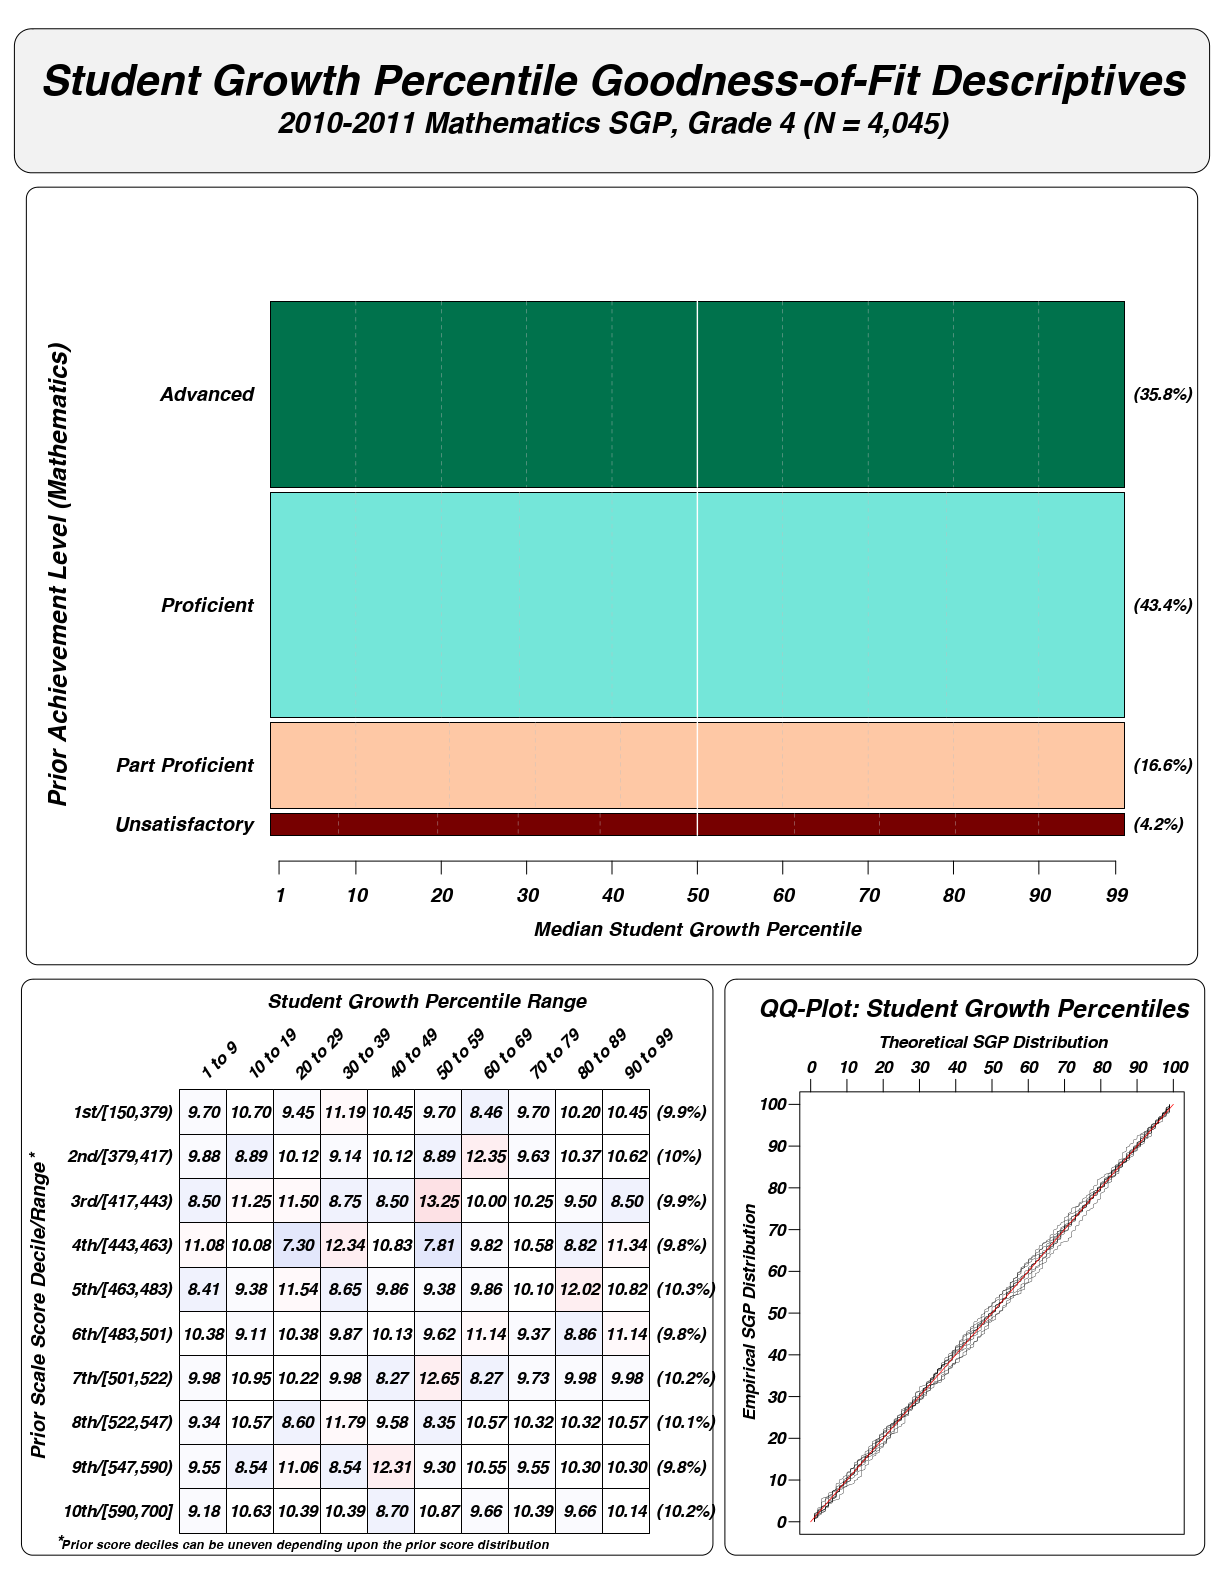 Student Growth Percentile Goodness-of-Fit Descriptives
2010-2011 Mathematics SGP, Grade 4 (N = 4,045)
Prior Achievement Level (Mathematics)
Advanced (35.8%)
Proficient (43.4%)
Part Proficient (16.6%)
Unsatisfactory (4.2%)
1 10 20 30 40 50 60 70 80 90 99
Median Student Growth Percentile
Student Growth Percentile Range
1 to 9 10 to 19 20 to 29 30 to 39 40 to 49 50 to 59 60 to 69 70 to 79 80 to 89 90 to 99
Prior Scale Score Decile/Range*
1st/[150,379) 9.70 10.70 9.45 11.19 10.45 9.70 8.46 9.70 10.20 10.45 (9.9%)
2nd/[379,417) 9.88 8.89 10.12 9.14 10.12 8.89 12.35 9.63 10.37 10.62 (10%)
3rd/[417,443) 8.50 11.25 11.50 8.75 8.50 13.25 10.00 10.25 9.50 8.50 (9.9%)
4th/[443,463) 11.08 10.08 7.30 12.34 10.83 7.81 9.82 10.58 8.82 11.34 (9.8%)
5th/[463,483) 8.41 9.38 11.54 8.65 9.86 9.38 9.86 10.10 12.02 10.82 (10.3%)
6th/[483,501) 10.38 9.11 10.38 9.87 10.13 9.62 11.14 9.37 8.86 11.14 (9.8%)
7th/[501,522) 9.98 10.95 10.22 9.98 8.27 12.65 8.27 9.73 9.98 9.98 (10.2%)
8th/[522,547) 9.34 10.57 8.60 11.79 9.58 8.35 10.57 10.32 10.32 10.57 (10.1%)
9th/[547,590) 9.55 8.54 11.06 8.54 12.31 9.30 10.55 9.55 10.30 10.30 (9.8%)
10th/[590,700] 9.18 10.63 10.39 10.39 8.70 10.87 9.66 10.39 9.66 10.14 (10.2%)
*Prior score deciles can be uneven depending upon the prior score distribution
QQ-Plot: Student Growth Percentiles
Theoretical SGP Distribution
0 10 20 30 40 50 60 70 80 90 100
Empirical SGP Distribution
100
90
80
70
60
50
40
30
20
10
0